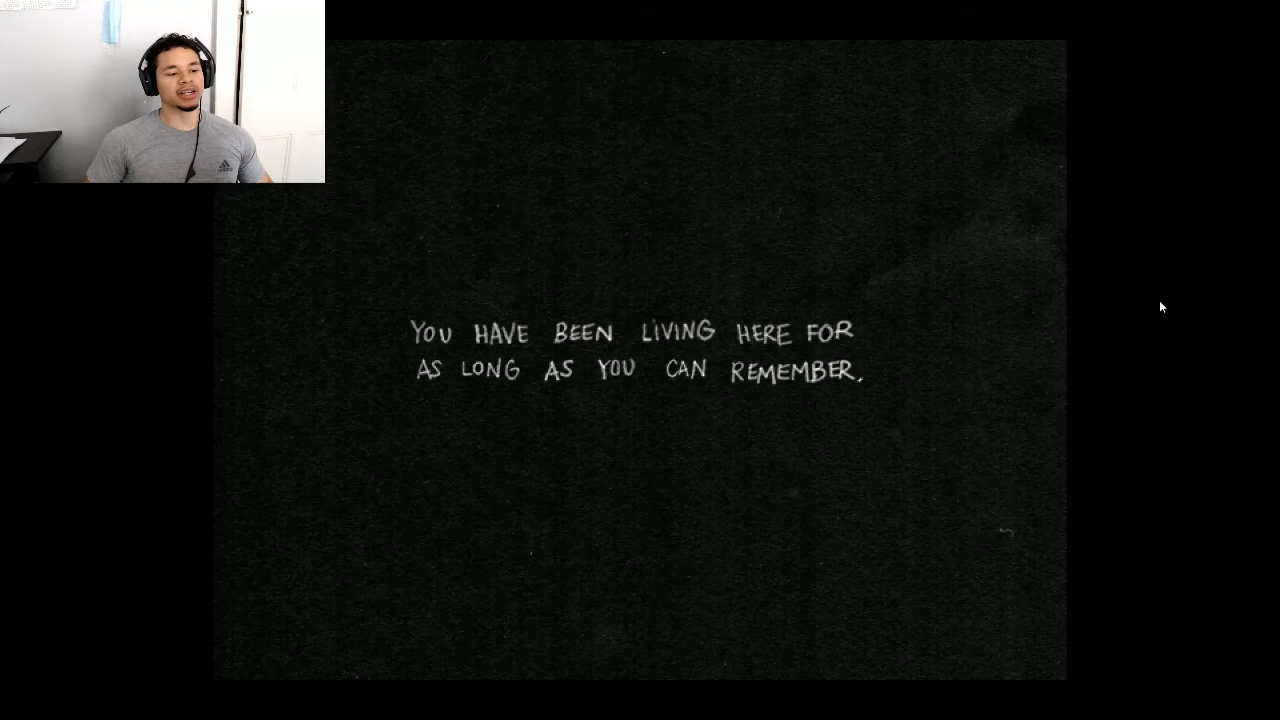 YOU HAVE BEEN LIVING HERE FOR
AS LONG AS YOU CAN REMEMBER.